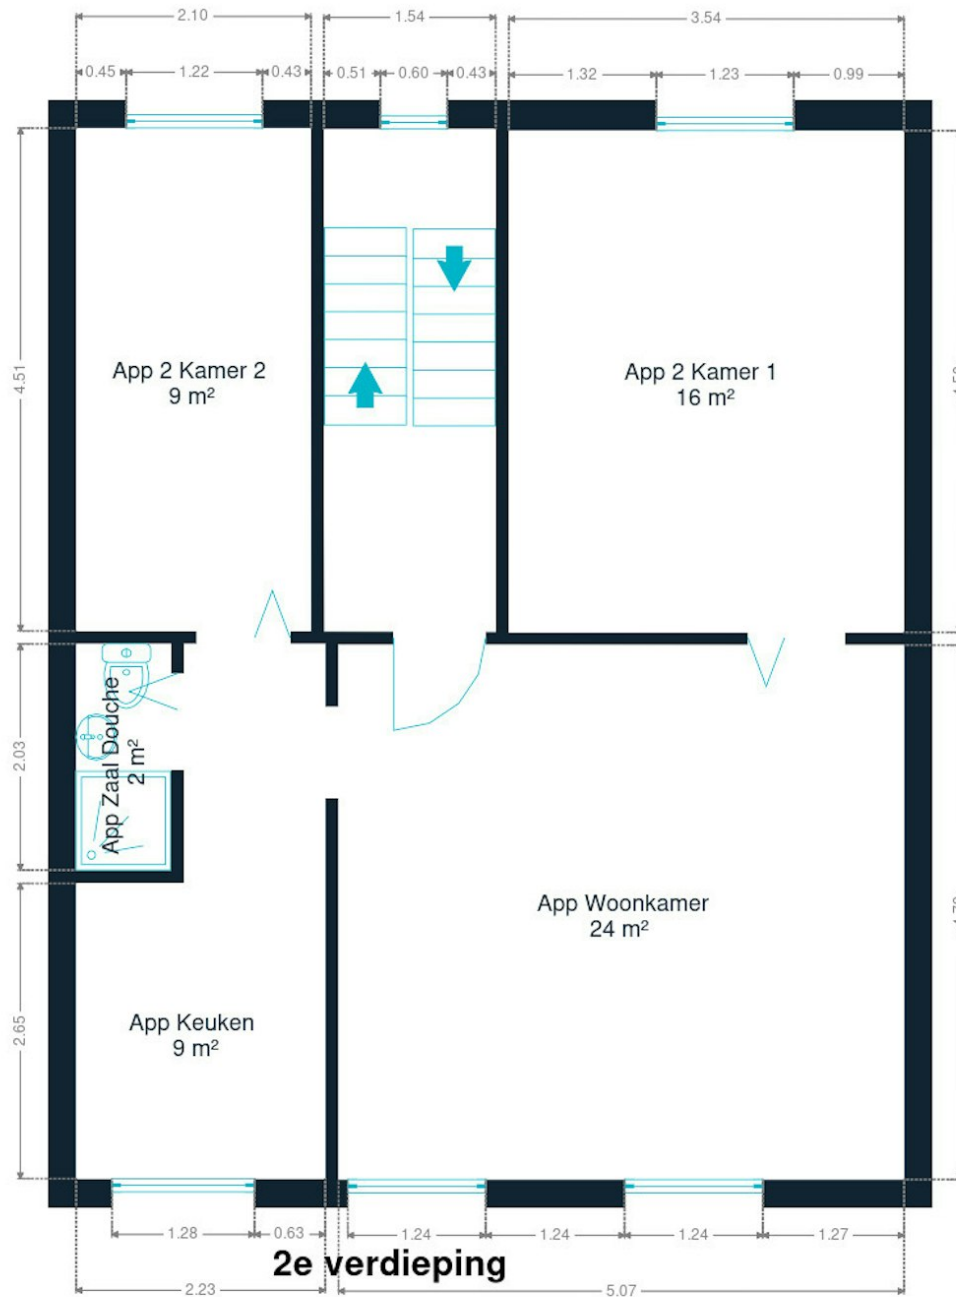 2.10 1.54 3.54
0.45 1.22 0.43 0.51 0.60 0.43 1.32 1.23 0.99
4.51
App 2 Kamer 2
9 m²
App 2 Kamer 1
16 m²
2.03
App Zaal Douche
2 m²
App Woonkamer
24 m²
2.65
App Keuken
9 m²
1.28 0.63 1.24 1.24 1.24 1.27
2e verdieping
2.23 5.07